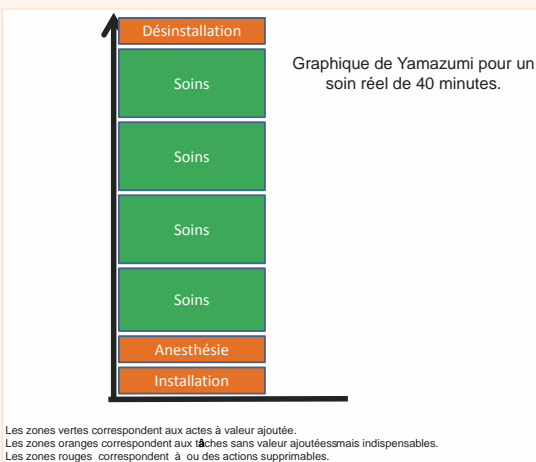 Désinstallation
Graphique de Yamazumi pour un
soin réel de 40 minutes.
Soins
Soins
Soins
Soins
Anesthésie
Installation
Les zones vertes correspondent aux actes à valeur ajoutée.
Les zones oranges correspondent aux tâches sans valeur ajoutéessmais indispensables.
Les zones rouges correspondent à ou des actions supprimables.